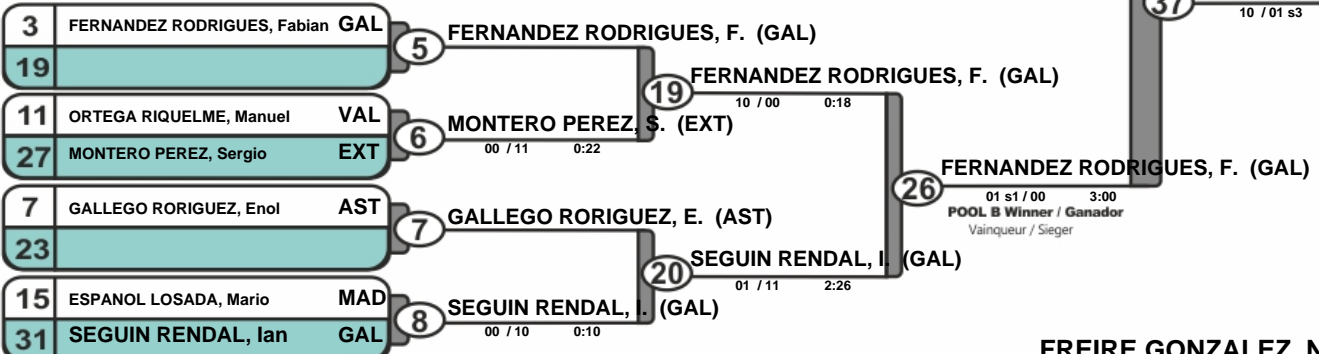 3 FERNANDEZ RODRIGUES, Fabian GAL
19
5
FERNANDEZ RODRIGUES, F. (GAL)
11 ORTEGA RIQUELME, Manuel VAL
27 MONTERO PEREZ, Sergio EXT
6
MONTERO PEREZ, S. (EXT)
00 / 11 0:22
19
FERNANDEZ RODRIGUES, F. (GAL)
10 / 00 0:18
7 GALLEGO RORIGUEZ, Enol AST
23
7
GALLEGO RORIGUEZ, E. (AST)
15 ESPANOL LOSADA, Mario MAD
31 SEGUIN RENDAL, Ian GAL
8
SEGUIN RENDAL, I. (GAL)
00 / 10 0:10
20
SEGUIN RENDAL, I. (GAL)
01 / 11 2:26
26
FERNANDEZ RODRIGUES, F. (GAL)
01 s1 / 00 3:00
POOL B Winner / Ganador
Vainqueur / Sieger
37
10 / 01 s3
FREIRE GONZALEZ, N